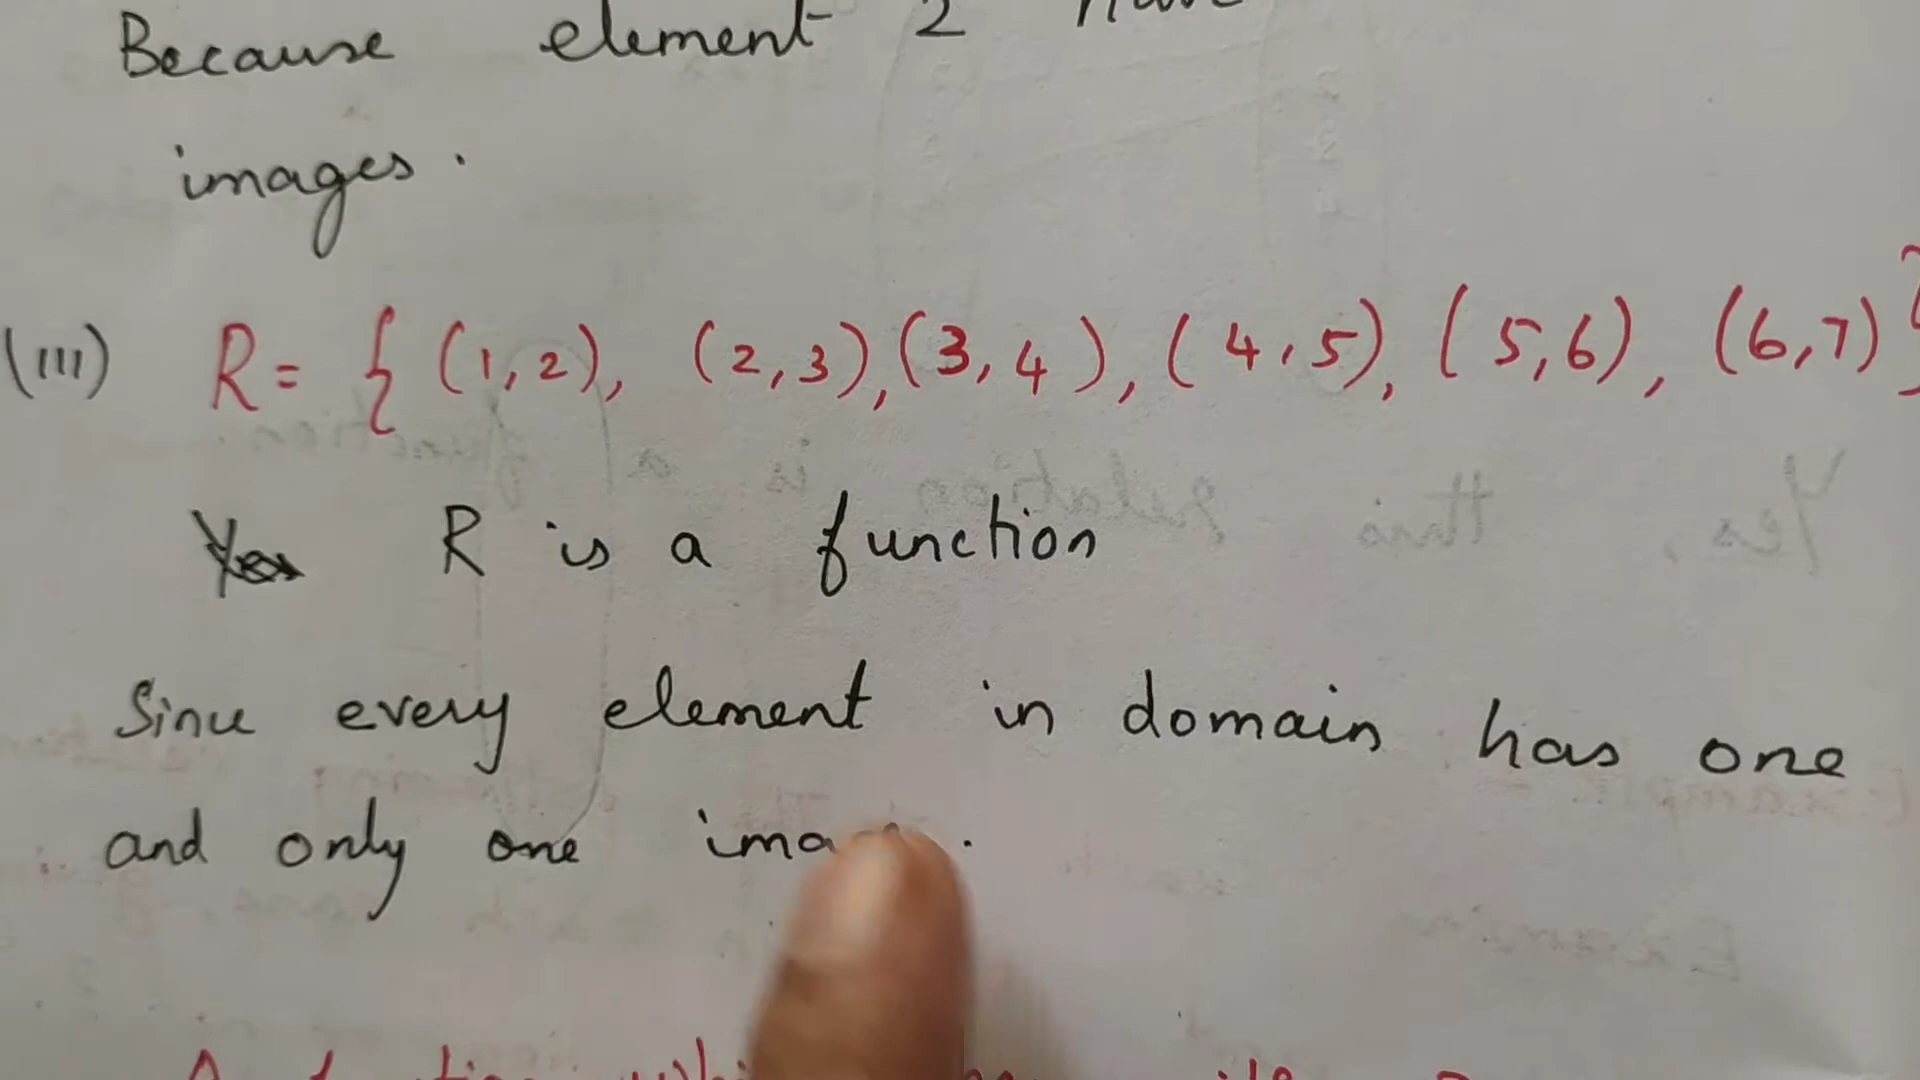 Because element 2
images.
(iii) R = { (1,2), (2,3), (3,4), (4,5), (5,6), (6,7) }
Yes R is a function
Since every element in domain has one
and only one